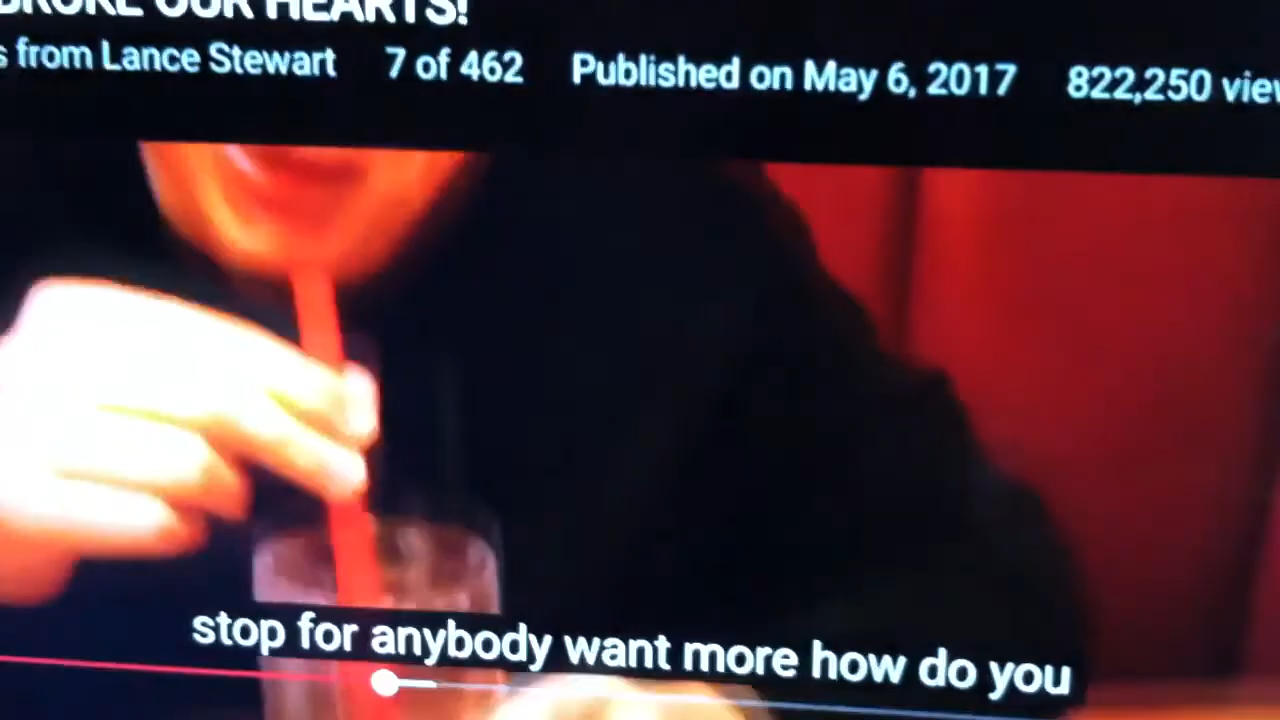 BROKE OUR HEARTS!
from Lance Stewart 7 of 462 Published on May 6, 2017 822,250
stop for anybody want more how do you